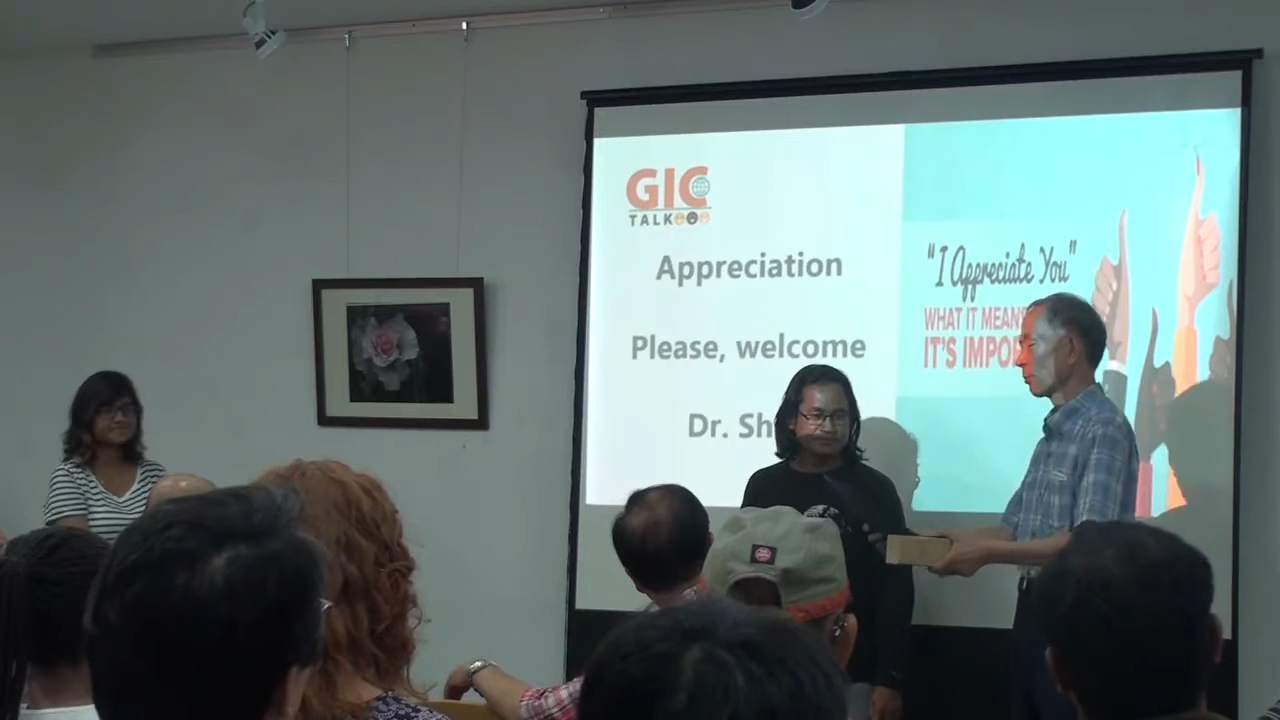 GIC
TALK
Appreciation
Please, welcome
Dr. Sh
"I Appreciate You"
WHAT IT MEANS
IT'S IMPO